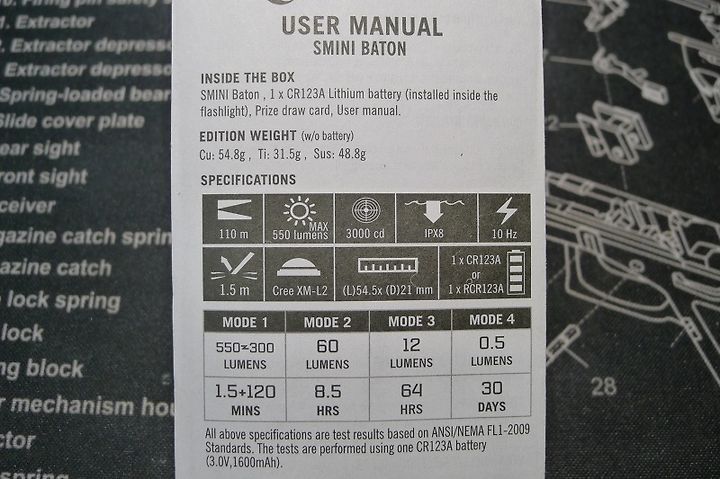 USER MANUAL
SMINI BATON
INSIDE THE BOX
SMINI Baton , 1 x CR123A Lithium battery (installed inside the
flashlight), Prize draw card, User manual.
EDITION WEIGHT (w/o battery)
Cu: 54.8g , Ti: 31.5g , Sus: 48.8g
SPECIFICATIONS
110 m
MAX
550 lumens
3000 cd
IPX8
10 Hz
1.5 m
Cree XM-L2
(L)54.5x (D)21 mm
1 x CR123A
or
1 x RCR123A
MODE 1 MODE 2 MODE 3 MODE 4
550~300 60 12 0.5
LUMENS LUMENS LUMENS LUMENS
1.5+120 8.5 64 30
MINS HRS HRS DAYS
All above specifications are test results based on ANSI/NEMA FL1-2009
Standards. The tests are performed using one CR123A battery
(3.0V,1600mAh).
1. Extractor
. Extractor depresso
Spring-loaded bear
Slide cover plate
ear sight
ront sight
ceiver
gazine catch sprin
azine catch
lock spring
lock
ng block
r mechanism hou
ctor
spring
28